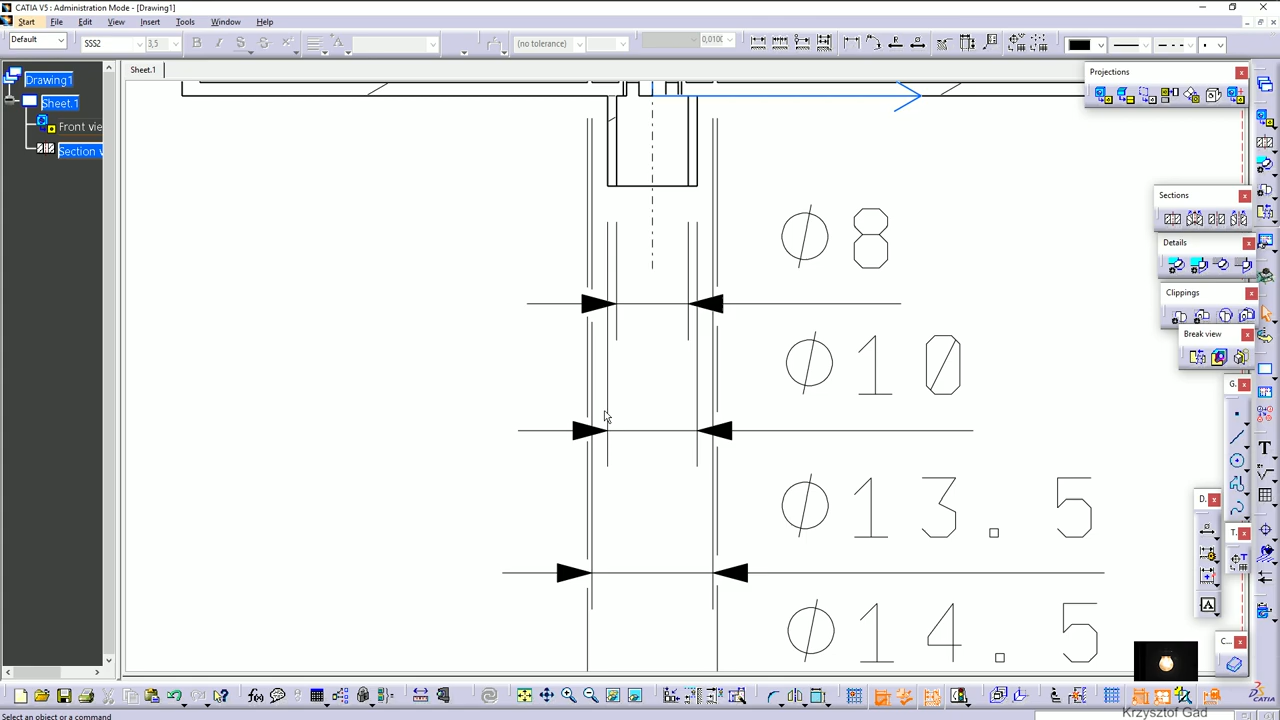 CATIA V5 : Administration Mode - [Drawing1]
Start File Edit View Insert Tools Window Help
Default SSS2 3,5 (no tolerance) 0,010(
Sheet.1
Projections
Drawing1
Sheet.1
Front vie
Section v
Sections
Details
Clippings
Break view
G.
D.
T.
C...
Ø8
Ø10
Ø13.5
Ø14.5
Select an object or a command
Krzysztof Gad
CATIA